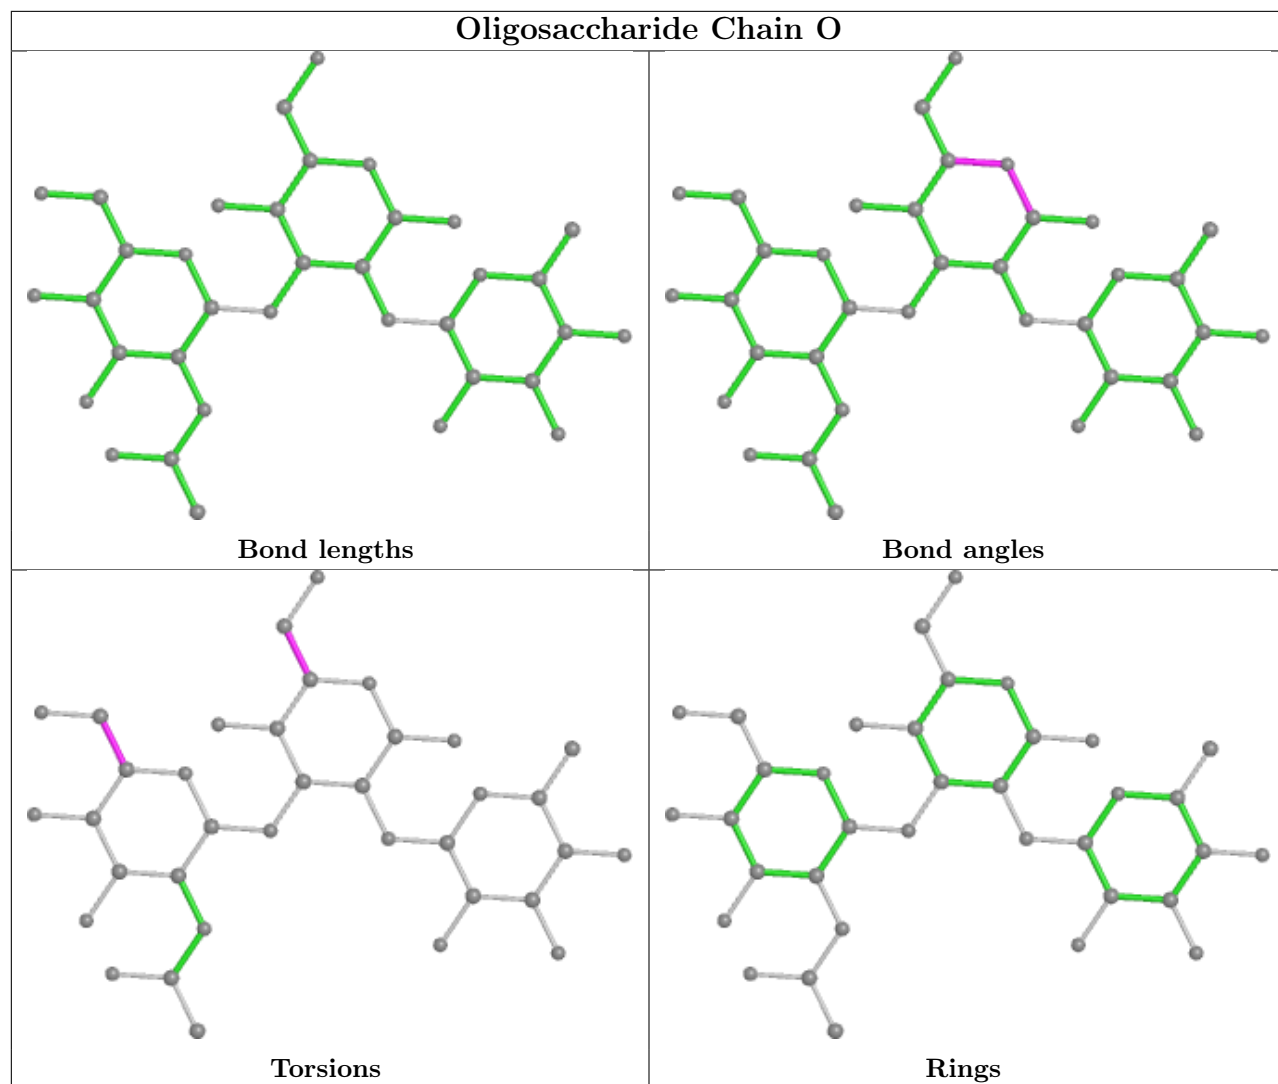 Oligosaccharide Chain O
Bond lengths
Bond angles
Torsions
Rings